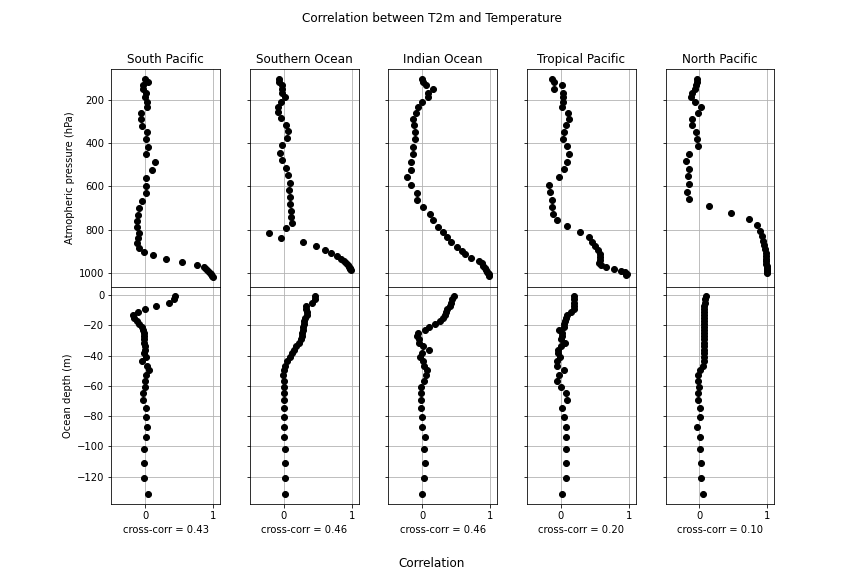 Correlation between T2m and Temperature
South Pacific
Southern Ocean
Indian Ocean
Tropical Pacific
North Pacific
Atmopheric pressure (hPa)
200
400
600
800
1000
Ocean depth (m)
0
−20
−40
−60
−80
−100
−120
0 1
0 1
0 1
0 1
0 1
cross-corr = 0.43
cross-corr = 0.46
cross-corr = 0.46
cross-corr = 0.20
cross-corr = 0.10
Correlation